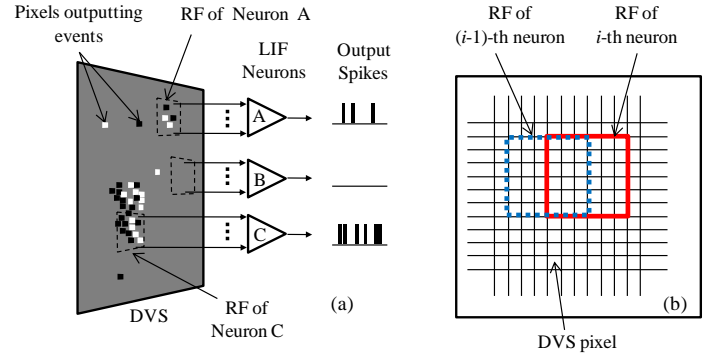 Pixels outputting
events
RF of Neuron A
LIF
Neurons
Output
Spikes
A
B
C
RF of
Neuron C
DVS
(a)
RF of
(i-1)-th neuron
RF of
i-th neuron
(b)
DVS pixel